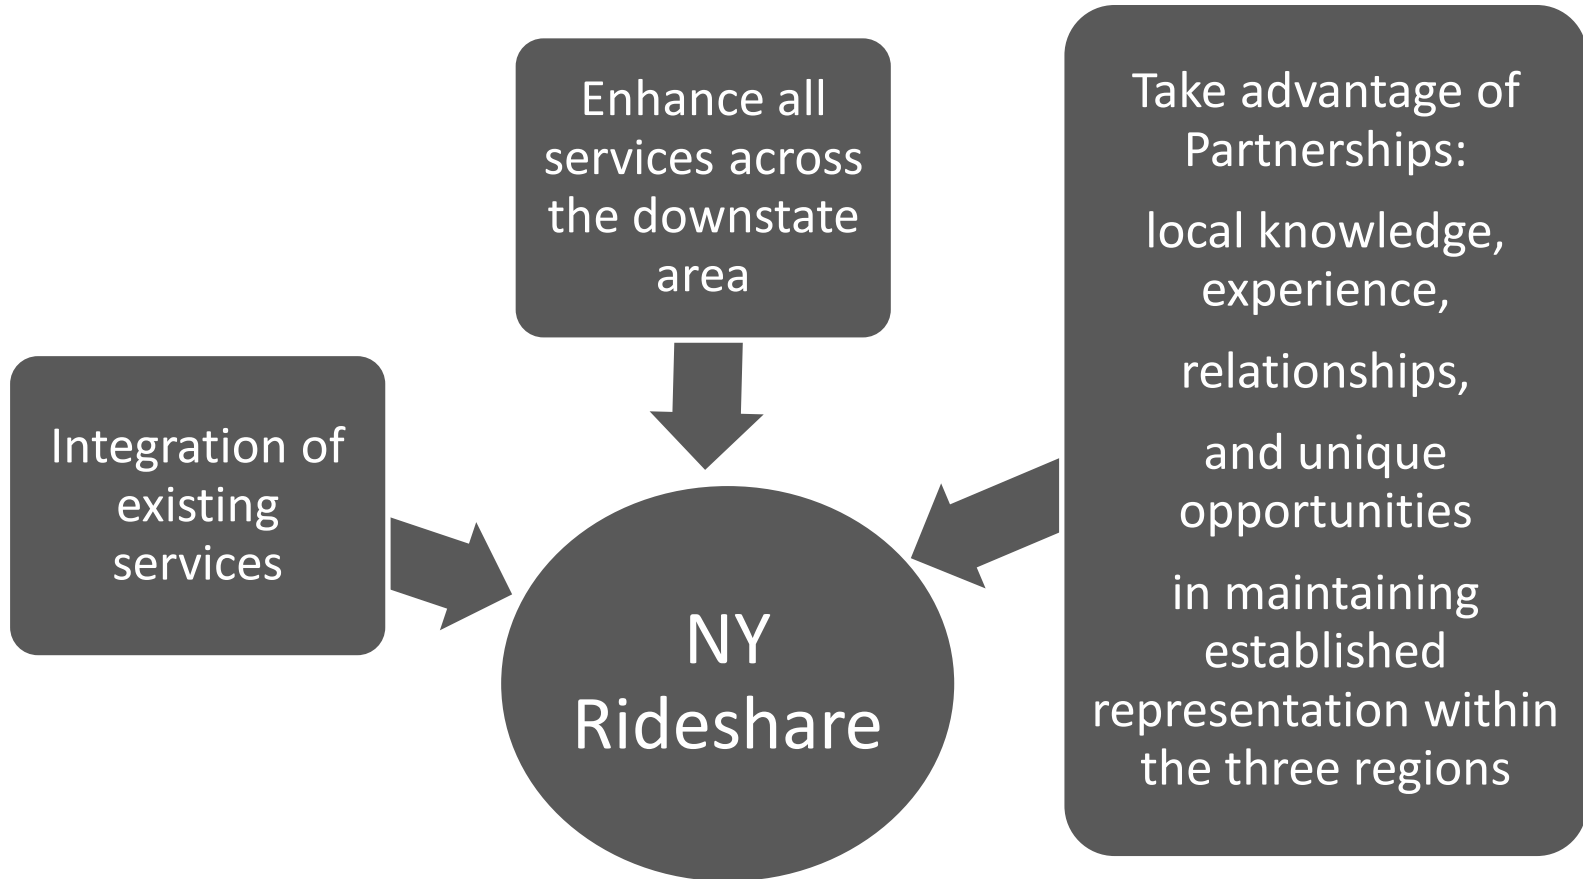 Enhance all
services across
the downstate
area
Take advantage of
Partnerships:
local knowledge,
experience,
relationships,
and unique
opportunities
in maintaining
established
representation within
the three regions
Integration of
existing
services
NY
Rideshare